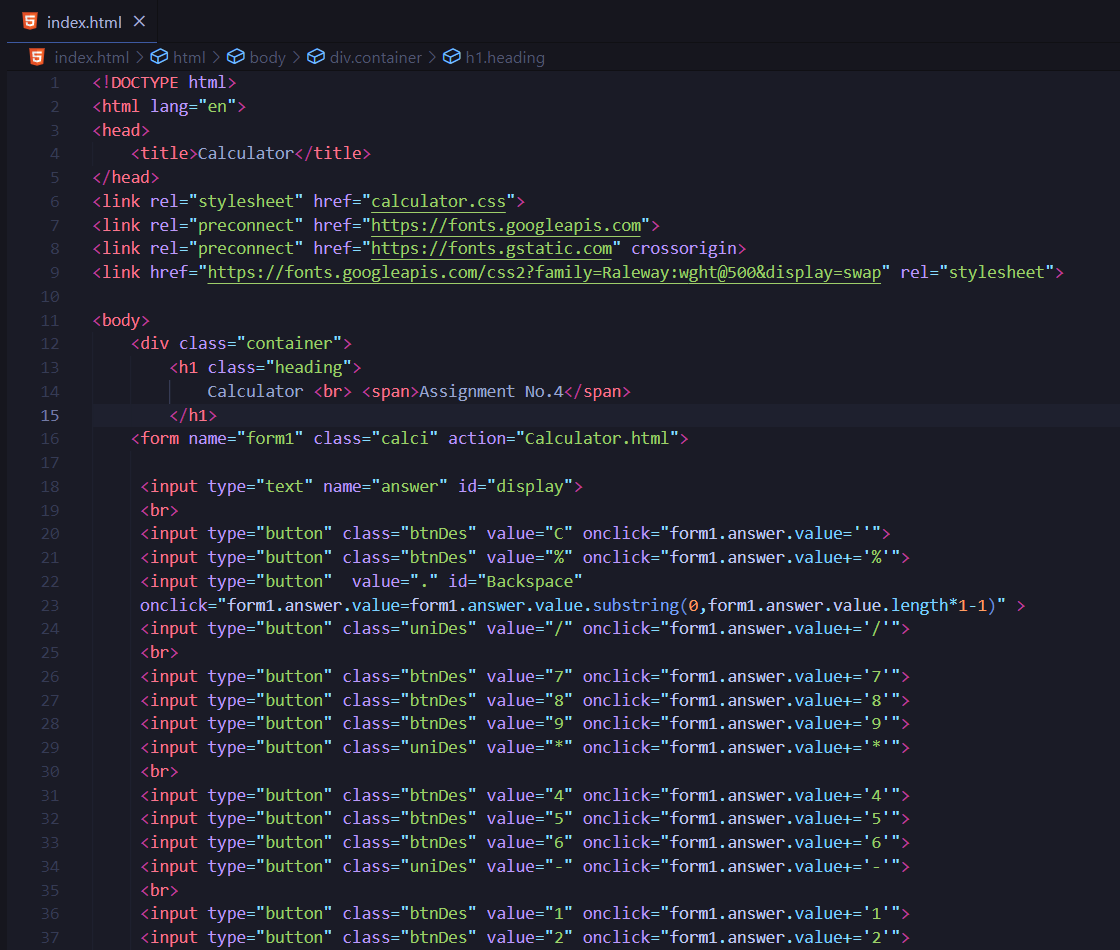 index.html
index.html > html > body > div.container > h1.heading
1 <!DOCTYPE html>
2 <html lang="en">
3 <head>
4 <title>Calculator</title>
5 </head>
6 <link rel="stylesheet" href="calculator.css">
7 <link rel="preconnect" href="https://fonts.googleapis.com">
8 <link rel="preconnect" href="https://fonts.gstatic.com" crossorigin>
9 <link href="https://fonts.googleapis.com/css2?family=Raleway:wght@500&display=swap" rel="stylesheet">
10
11 <body>
12 <div class="container">
13 <h1 class="heading">
14 Calculator <br> <span>Assignment No.4</span>
15 </h1>
16 <form name="form1" class="calci" action="Calculator.html">
17
18 <input type="text" name="answer" id="display">
19 <br>
20 <input type="button" class="btnDes" value="C" onclick="form1.answer.value=''">
21 <input type="button" class="btnDes" value="%" onclick="form1.answer.value+='%'">
22 <input type="button"  value="." id="Backspace"
23 onclick="form1.answer.value=form1.answer.value.substring(0,form1.answer.value.length*1-1)" >
24 <input type="button" class="uniDes" value="/" onclick="form1.answer.value+='/'">
25 <br>
26 <input type="button" class="btnDes" value="7" onclick="form1.answer.value+='7'">
27 <input type="button" class="btnDes" value="8" onclick="form1.answer.value+='8'">
28 <input type="button" class="btnDes" value="9" onclick="form1.answer.value+='9'">
29 <input type="button" class="uniDes" value="*" onclick="form1.answer.value+='*'">
30 <br>
31 <input type="button" class="btnDes" value="4" onclick="form1.answer.value+='4'">
32 <input type="button" class="btnDes" value="5" onclick="form1.answer.value+='5'">
33 <input type="button" class="btnDes" value="6" onclick="form1.answer.value+='6'">
34 <input type="button" class="uniDes" value="-" onclick="form1.answer.value+='-'">
35 <br>
36 <input type="button" class="btnDes" value="1" onclick="form1.answer.value+='1'">
37 <input type="button" class="btnDes" value="2" onclick="form1.answer.value+='2'">